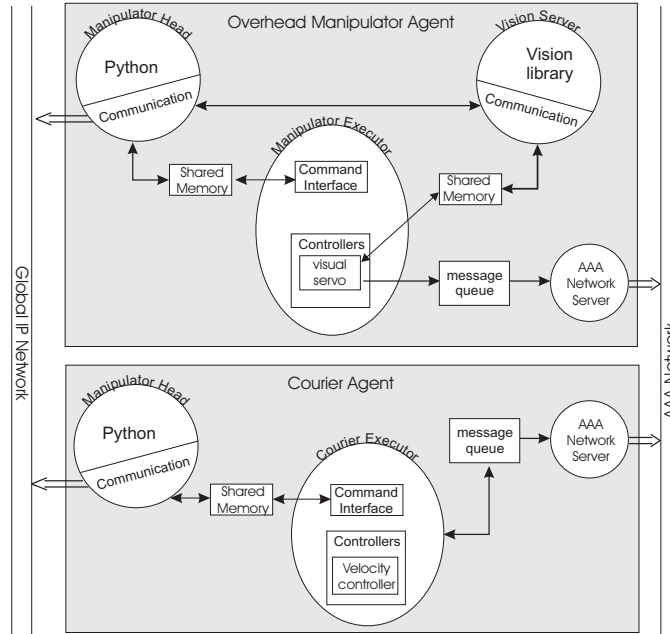 Overhead Manipulator Agent
Manipulator Head
Python
Communication
Vision Server
Vision
library
Communication
Manipulator Executor
Shared
Memory
Command
Interface
Shared
Memory
Controllers
visual
servo
message
queue
AAA
Network
Server
Global IP Network
AAA Network
Courier Agent
Manipulator Head
Python
Communication
Courier Executor
Shared
Memory
Command
Interface
Controllers
Velocity
controller
message
queue
AAA
Network
Server